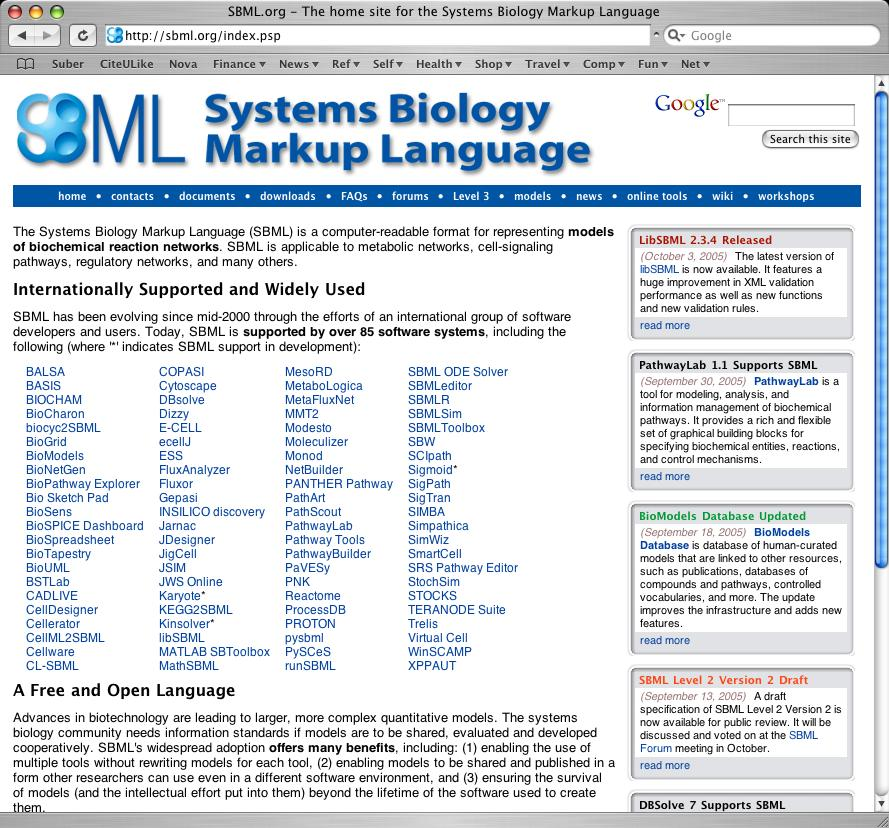 SBML.org – The home site for the Systems Biology Markup Language
http://sbml.org/index.psp
Google
Suber CiteULike Nova Finance News Ref Self Health Shop Travel Comp Fun Net
SBML
Systems Biology
Markup Language
Google™
Search this site
home • contacts • documents • downloads • FAQs • forums • Level 3 • models • news • online tools • wiki • workshops
The Systems Biology Markup Language (SBML) is a computer-readable format for representing models
of biochemical reaction networks. SBML is applicable to metabolic networks, cell-signaling
pathways, regulatory networks, and many others.
Internationally Supported and Widely Used
SBML has been evolving since mid-2000 through the efforts of an international group of software
developers and users. Today, SBML is supported by over 85 software systems, including the
following (where '*' indicates SBML support in development):
BALSA
BASIS
BIOCHAM
BioCharon
biocyc2SBML
BioGrid
BioModels
BioNetGen
BioPathway Explorer
Bio Sketch Pad
BioSens
BioSPICE Dashboard
BioSpreadsheet
BioTapestry
BioUML
BSTLab
CADLIVE
CellDesigner
Cellerator
CellML2SBML
Cellware
CL-SBML
COPASI
Cytoscape
DBsolve
Dizzy
E-CELL
ecellJ
ESS
FluxAnalyzer
Fluxor
Gepasi
INSILICO discovery
Jarnac
JDesigner
JigCell
JSIM
JWS Online
Karyote*
KEGG2SBML
Kinsolver*
libSBML
MATLAB SBToolbox
MathSBML
MesoRD
MetaboLogica
MetaFluxNet
MMT2
Modesto
Moleculizer
Monod
NetBuilder
PANTHER Pathway
PathArt
PathScout
PathwayLab
Pathway Tools
PathwayBuilder
PaVESy
PNK
Reactome
ProcessDB
PROTON
pysbml
PySCeS
runSBML
SBML ODE Solver
SBMLeditor
SBMLR
SBMLSim
SBMLToolbox
SBW
SCIpath
Sigmoid*
SigPath
SigTran
SIMBA
Simpathica
SimWiz
SmartCell
SRS Pathway Editor
StochSim
STOCKS
TERANODE Suite
Trelis
Virtual Cell
WinSCAMP
XPPAUT
A Free and Open Language
Advances in biotechnology are leading to larger, more complex quantitative models. The systems
biology community needs information standards if models are to be shared, evaluated and developed
cooperatively. SBML's widespread adoption offers many benefits, including: (1) enabling the use of
multiple tools without rewriting models for each tool, (2) enabling models to be shared and published in a
form other researchers can use even in a different software environment, and (3) ensuring the survival
of models (and the intellectual effort put into them) beyond the lifetime of the software used to create
them.
LibSBML 2.3.4 Released
(October 3, 2005) The latest version of
libSBML is now available. It features a
huge improvement in XML validation
performance as well as new functions
and new validation rules.
read more
PathwayLab 1.1 Supports SBML
(September 30, 2005) PathwayLab is a
tool for modeling, analysis, and
information management of biochemical
pathways. It provides a rich and flexible
set of graphical building blocks for
specifying biochemical entities, reactions,
and control mechanisms.
read more
BioModels Database Updated
(September 18, 2005) BioModels
Database is database of human-curated
models that are linked to other resources,
such as publications, databases of
compounds and pathways, controlled
vocabularies, and more. The update
improves the infrastructure and adds new
features.
read more
SBML Level 2 Version 2 Draft
(September 13, 2005) A draft
specification of SBML Level 2 Version 2 is
now available for public review. It will be
discussed and voted on at the SBML
Forum meeting in October.
read more
DBSolve 7 Supports SBML